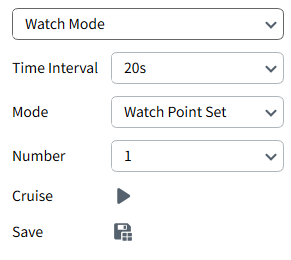 Watch Mode
Time Interval 20s
Mode Watch Point Set
Number 1
Cruise
Save